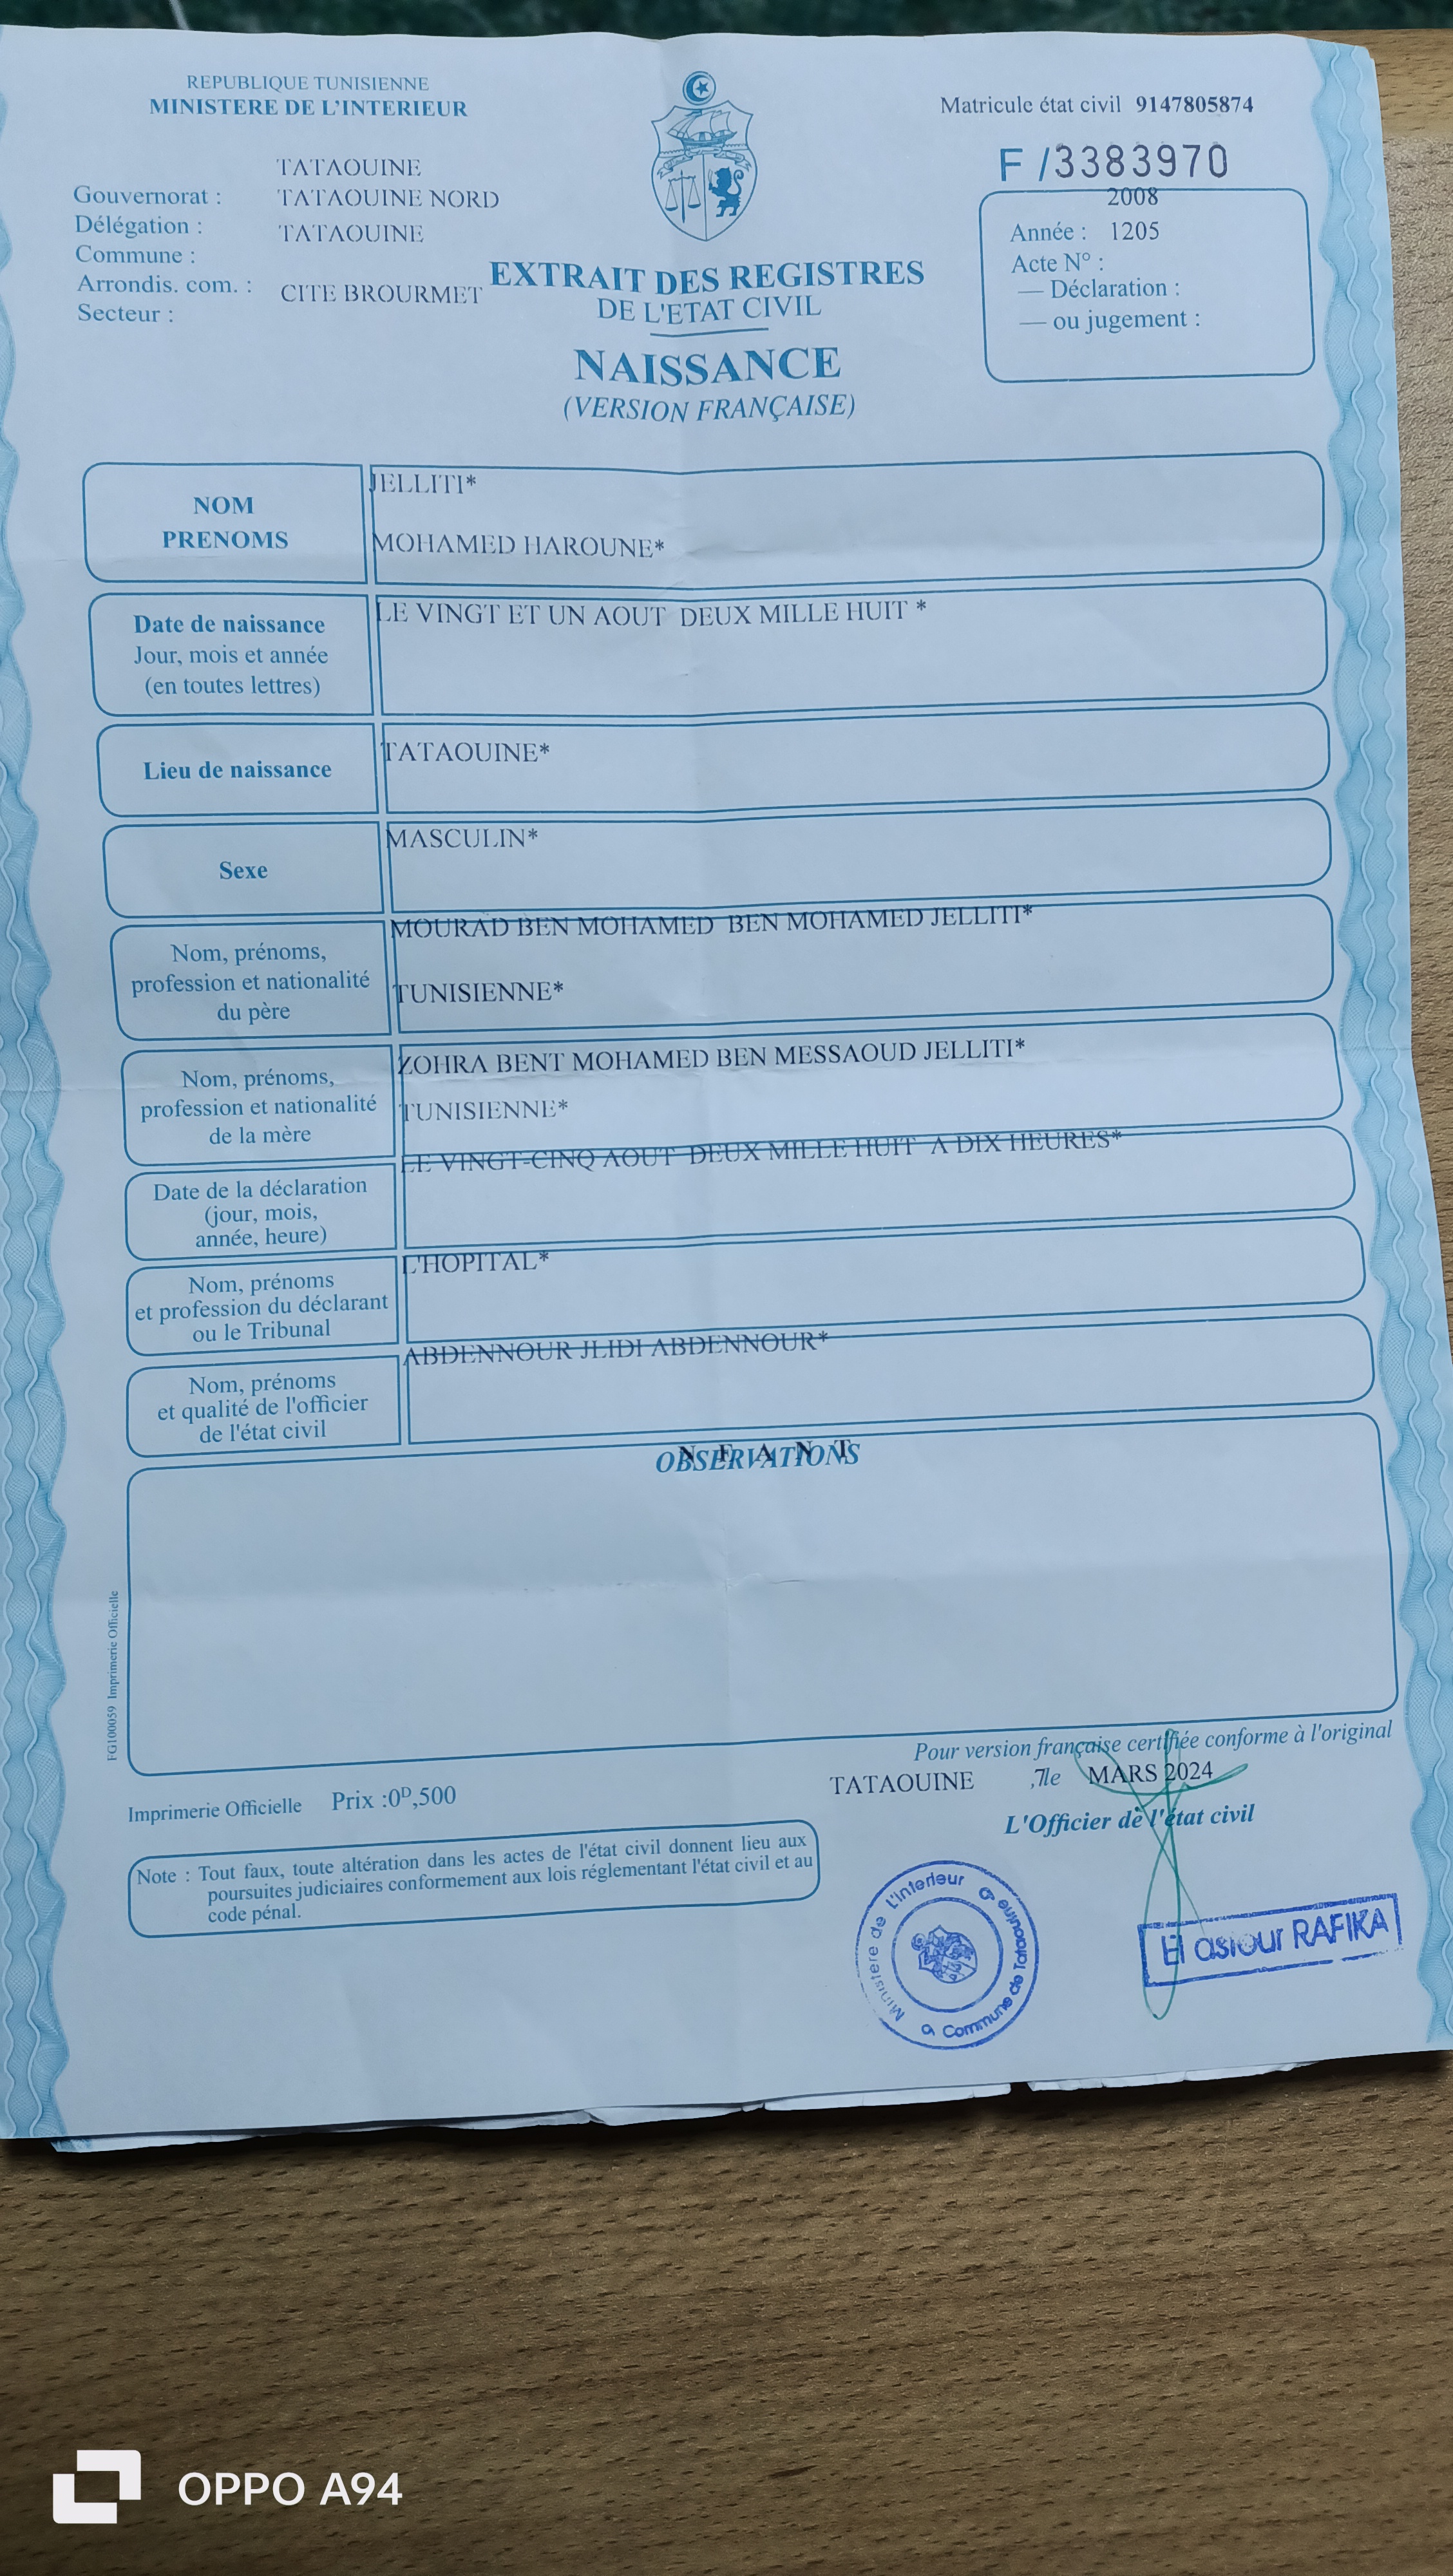 REPUBLIQUE TUNISIENNE
MINISTERE DE L'INTERIEUR
Matricule état civil 9147805874
F /3383970
TATAOUINE
Gouvernorat : TATAOUINE NORD
Délégation : TATAOUINE
Commune :
Arrondis. com. : CITE BROURMET
Secteur :
2008
Année : 1205
Acte N° :
— Déclaration :
— ou jugement :
EXTRAIT DES REGISTRES
DE L'ETAT CIVIL
NAISSANCE
(VERSION FRANÇAISE)
NOM
PRENOMS
JELLITI*
MOHAMED HAROUNE*
Date de naissance
Jour, mois et année
(en toutes lettres)
LE VINGT ET UN AOUT DEUX MILLE HUIT *
Lieu de naissance
TATAOUINE*
Sexe
MASCULIN*
Nom, prénoms,
profession et nationalité
du père
MOURAD BEN MOHAMED BEN MOHAMED JELLITI*
TUNISIENNE*
Nom, prénoms,
profession et nationalité
de la mère
ZOHRA BENT MOHAMED BEN MESSAOUD JELLITI*
TUNISIENNE*
Date de la déclaration
(jour, mois,
année, heure)
LE VINGT-CINQ AOUT DEUX MILLE HUIT A DIX HEURES*
Nom, prénoms
et profession du déclarant
ou le Tribunal
L'HOPITAL*
Nom, prénoms
et qualité de l'officier
de l'état civil
ABDENNOUR JLIDI ABDENNOUR*
OBSERVATIONS
N E A N T
FG100059 Imprimerie Officielle
Pour version française certifiée conforme à l'original
TATAOUINE ,7le MARS 2024
L'Officier de l'état civil
Imprimerie Officielle Prix :0ᴰ,500
Note : Tout faux, toute altération dans les actes de l'état civil donnent lieu aux
poursuites judiciaires conformement aux lois réglementant l'état civil et au
code pénal.
Ministère de L'Interieur
Commune de Tataouine
El asfour RAFIKA
OPPO A94